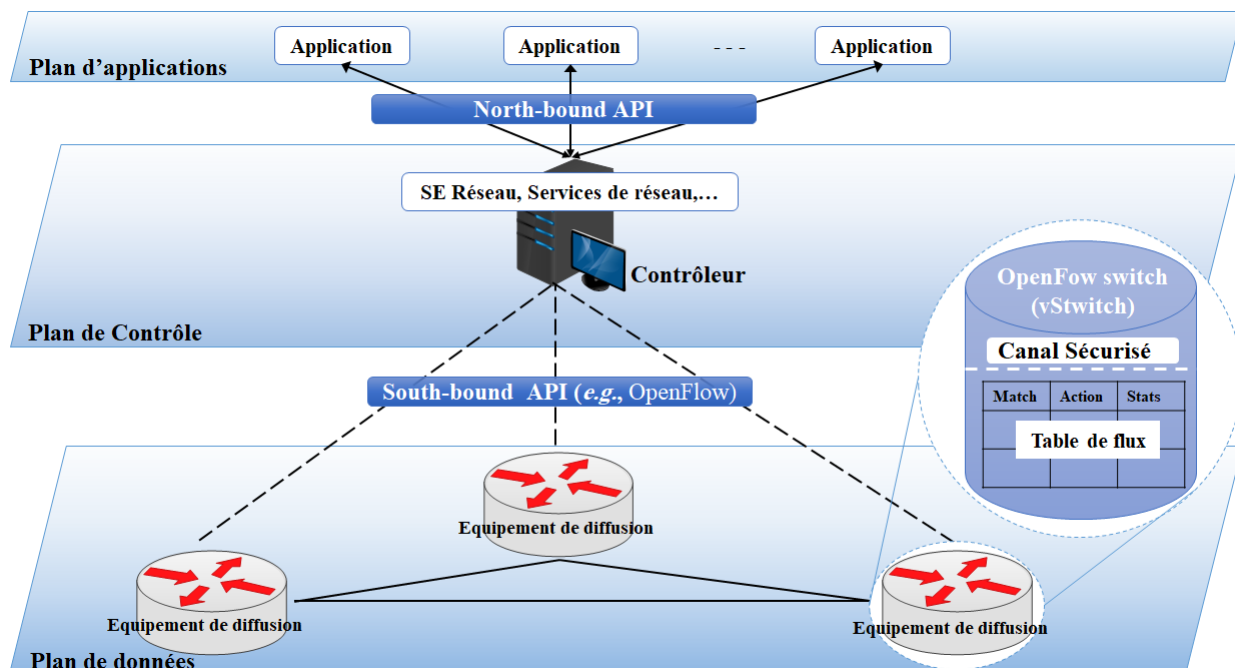 Application
Application
- - -
Application
Plan d’applications
North-bound API
SE Réseau, Services de réseau,…
Contrôleur
Plan de Contrôle
OpenFow switch
(vStwitch)
Canal Sécurisé
Match
Action
Stats
Table de flux
South-bound API (e.g., OpenFlow)
Equipement de diffusion
Equipement de diffusion
Equipement de diffusion
Plan de données